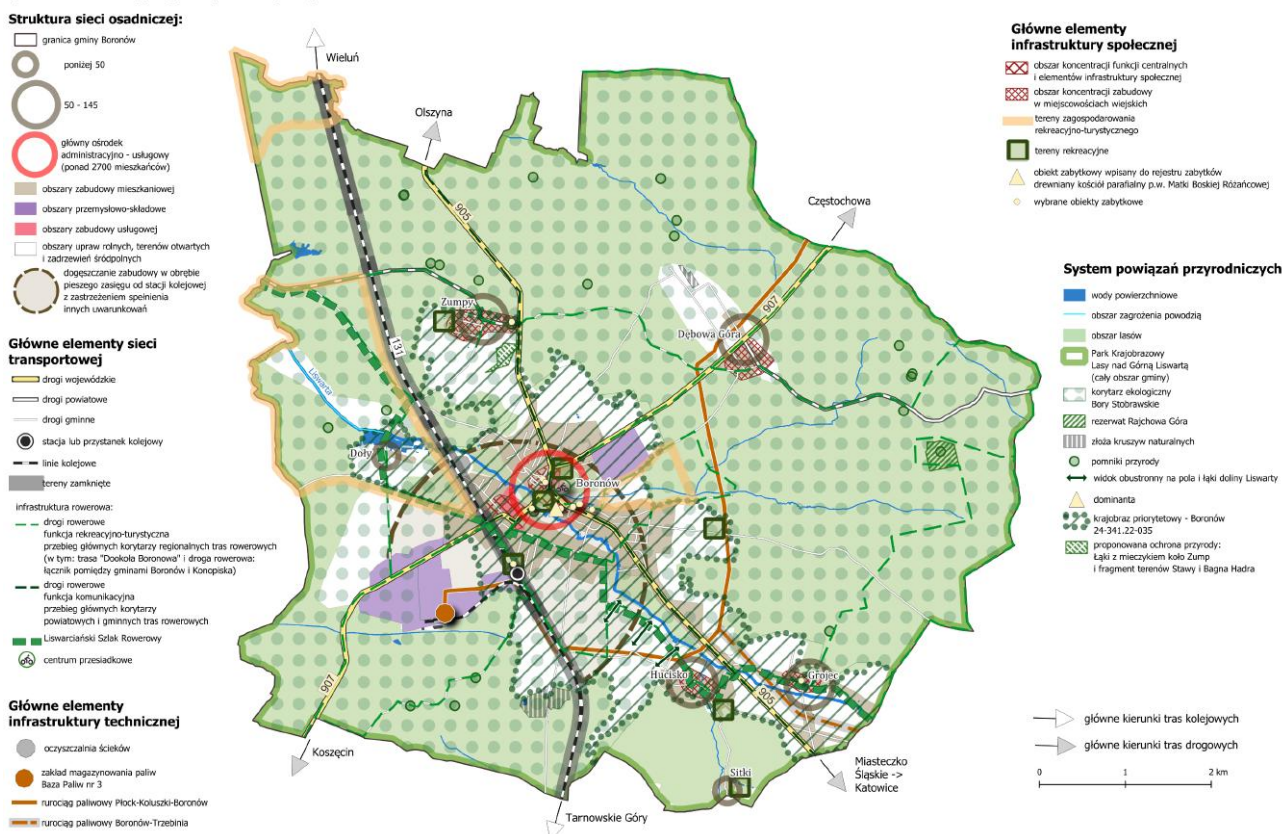 Struktura sieci osadniczej:
granica gminy Boronów
poniżej 50
50 - 145
główny ośrodek
administracyjno - usługowy
(ponad 2700 mieszkańców)
obszary zabudowy mieszkaniowej
obszary przemysłowo-składowe
obszary zabudowy usługowej
obszary upraw rolnych, terenów otwartych
i zadrzewień śródpolnych
dogęszczanie zabudowy w obrębie
pieszego zasięgu od stacji kolejowej
z zastrzeżeniem spełnienia
innych uwarunkowań
Główne elementy sieci
transportowej
drogi wojewódzkie
drogi powiatowe
drogi gminne
stacja lub przystanek kolejowy
linie kolejowe
tereny zamknięte
infrastruktura rowerowa:
drogi rowerowe
funkcja rekreacyjno-turystyczna
przebieg głównych korytarzy regionalnych tras rowerowych
(w tym: trasa "Dookoła Boronowa" i droga rowerowa:
łącznik pomiędzy gminami Boronów i Konopiska)
drogi rowerowe
funkcja komunikacyjna
przebieg głównych korytarzy
powiatowych i gminnych tras rowerowych
Liswarciański Szlak Rowerowy
centrum przesiadkowe
Główne elementy
infrastruktury technicznej
oczyszczalnia ścieków
zakład magazynowania paliw
Baza Paliw nr 3
rurociąg paliwowy Płock-Koluszki-Boronów
rurociąg paliwowy Boronów-Trzebinia
Wieluń
Olszyna
Częstochowa
905
907
131
Zumpy
Dębowa Góra
Liswarta
Doły
Boronów
Hucisko
Grojec
905
907
Sitki
Koszęcin
Tarnowskie Góry
Miasteczko
Śląskie ->
Katowice
Główne elementy
infrastruktury społecznej
obszar koncentracji funkcji centralnych
i elementów infrastruktury społecznej
obszar koncentracji zabudowy
w miejscowościach wiejskich
tereny zagospodarowania
rekreacyjno-turystycznego
tereny rekreacyjne
obiekt zabytkowy wpisany do rejestru zabytków
drewniany kościół parafialny p.w. Matki Boskiej Różańcowej
wybrane obiekty zabytkowe
System powiązań przyrodniczych
wody powierzchniowe
obszar zagrożenia powodzią
obszar lasów
Park Krajobrazowy
Lasy nad Górną Liswartą
(cały obszar gminy)
korytarz ekologiczny
Bory Stobrawskie
rezerwat Rajchowa Góra
złoża kruszyw naturalnych
pomniki przyrody
widok obustronny na pola i łąki doliny Liswarty
dominanta
krajobraz priorytetowy - Boronów
24-341.22-035
proponowana ochrona przyrody:
Łąki z mieczykiem koło Zump
i fragment terenów Stawy i Bagna Hadra
główne kierunki tras kolejowych
główne kierunki tras drogowych
0 1 2 km